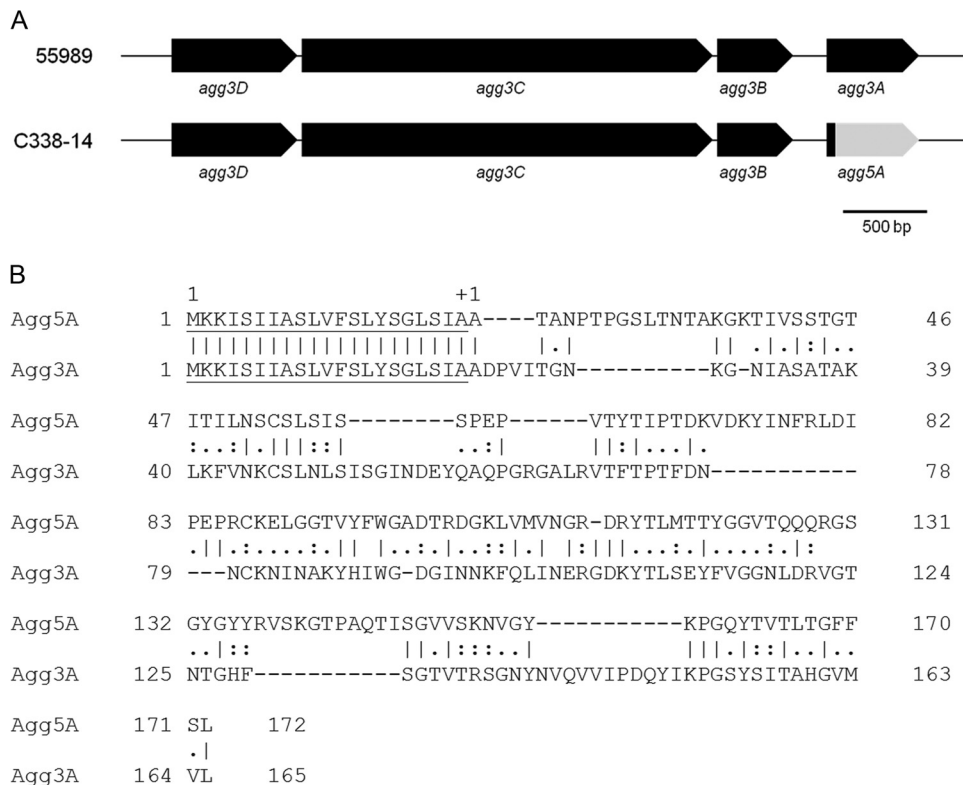 A
55989
agg3D agg3C agg3B agg3A
C338-14
agg3D agg3C agg3B agg5A
500 bp
B
1 +1
Agg5A 1 MKKISIIASLVFSLYSGLSIAA----TANPTPGSLTNTAKGKTIVSSTGT 46
||||||||||||||||||||||    |.|          || .|.|:|..
Agg3A 1 MKKISIIASLVFSLYSGLSIAADPVITGN----------KG-NIASATAK 39
Agg5A 47 ITILNSCSLSIS--------SPEP------VTYTIPTDKVDKYINFRLDI 82
:..:|.|||::|        ..:|      ||:|...|.
Agg3A 40 LKFVNKCSLNLSISGINDEYQAQPGRGALRVTFTPTFDN----------- 78
Agg5A 83 PEPRCKELGGTVYFWGADTRDGKLVMVNGR-DRYTLMTTYGGVTQQQRGS 131
.||.:....:.|| |..:.|..::|.| |:|||...:.|....:.:
Agg3A 79 ---NCKNINAKYHIWG-DGINNKFQLINERGDKYTLSEYFVGGNLDRVGT 124
Agg5A 132 GYGYYRVSKGTPAQTISGVVSKNVGY-----------KPGQYTVTLTGFF 170
..|::           ||.|:::.||           |||.|::|..|..
Agg3A 125 NTGHF-----------SGTVTRSGNYNVQVVIPDQYIKPGSYSITAHGVM 163
Agg5A 171 SL 172
.|
Agg3A 164 VL 165